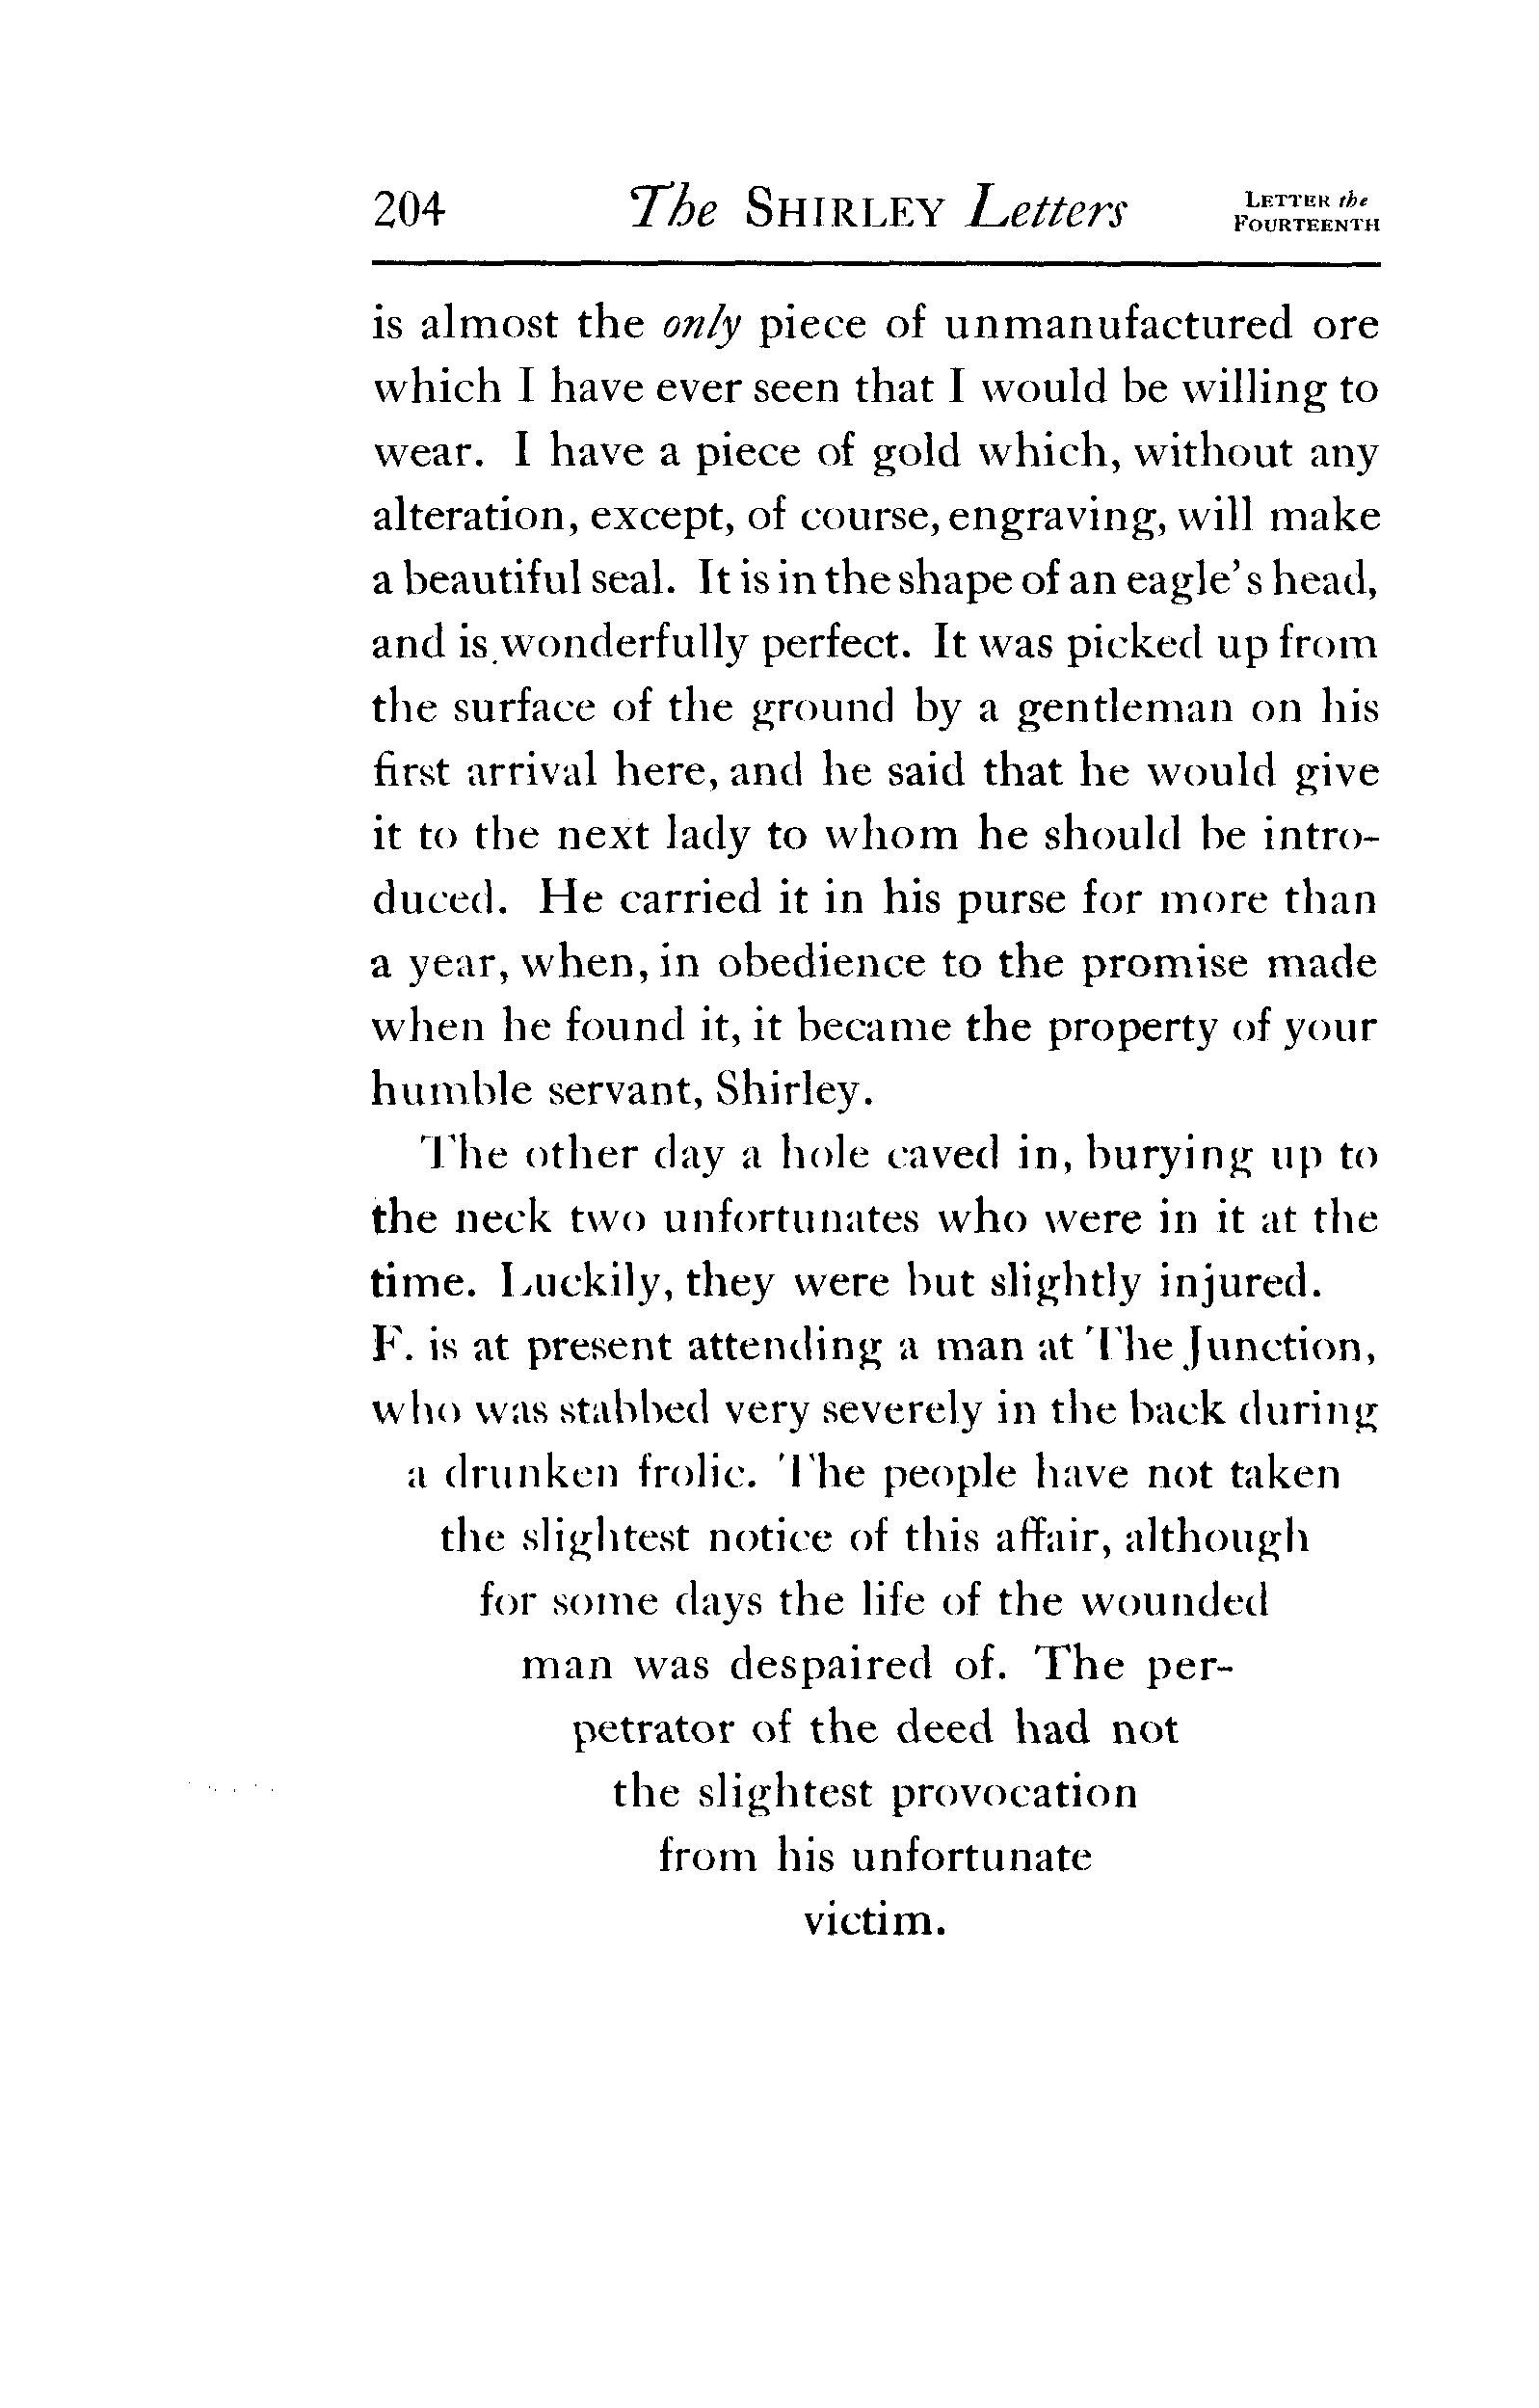 204 The SHIRLEY Letters LETTER the FOURTEENTH
is almost the only piece of unmanufactured ore
which I have ever seen that I would be willing to
wear. I have a piece of gold which, without any
alteration, except, of course, engraving, will make
a beautiful seal. It is in the shape of an eagle's head,
and is wonderfully perfect. It was picked up from
the surface of the ground by a gentleman on his
first arrival here, and he said that he would give
it to the next lady to whom he should be intro-
duced. He carried it in his purse for more than
a year, when, in obedience to the promise made
when he found it, it became the property of your
humble servant, Shirley.
The other day a hole caved in, burying up to
the neck two unfortunates who were in it at the
time. Luckily, they were but slightly injured.
F. is at present attending a man at The Junction,
who was stabbed very severely in the back during
a drunken frolic. The people have not taken
the slightest notice of this affair, although
for some days the life of the wounded
man was despaired of. The per-
petrator of the deed had not
the slightest provocation
from his unfortunate
victim.